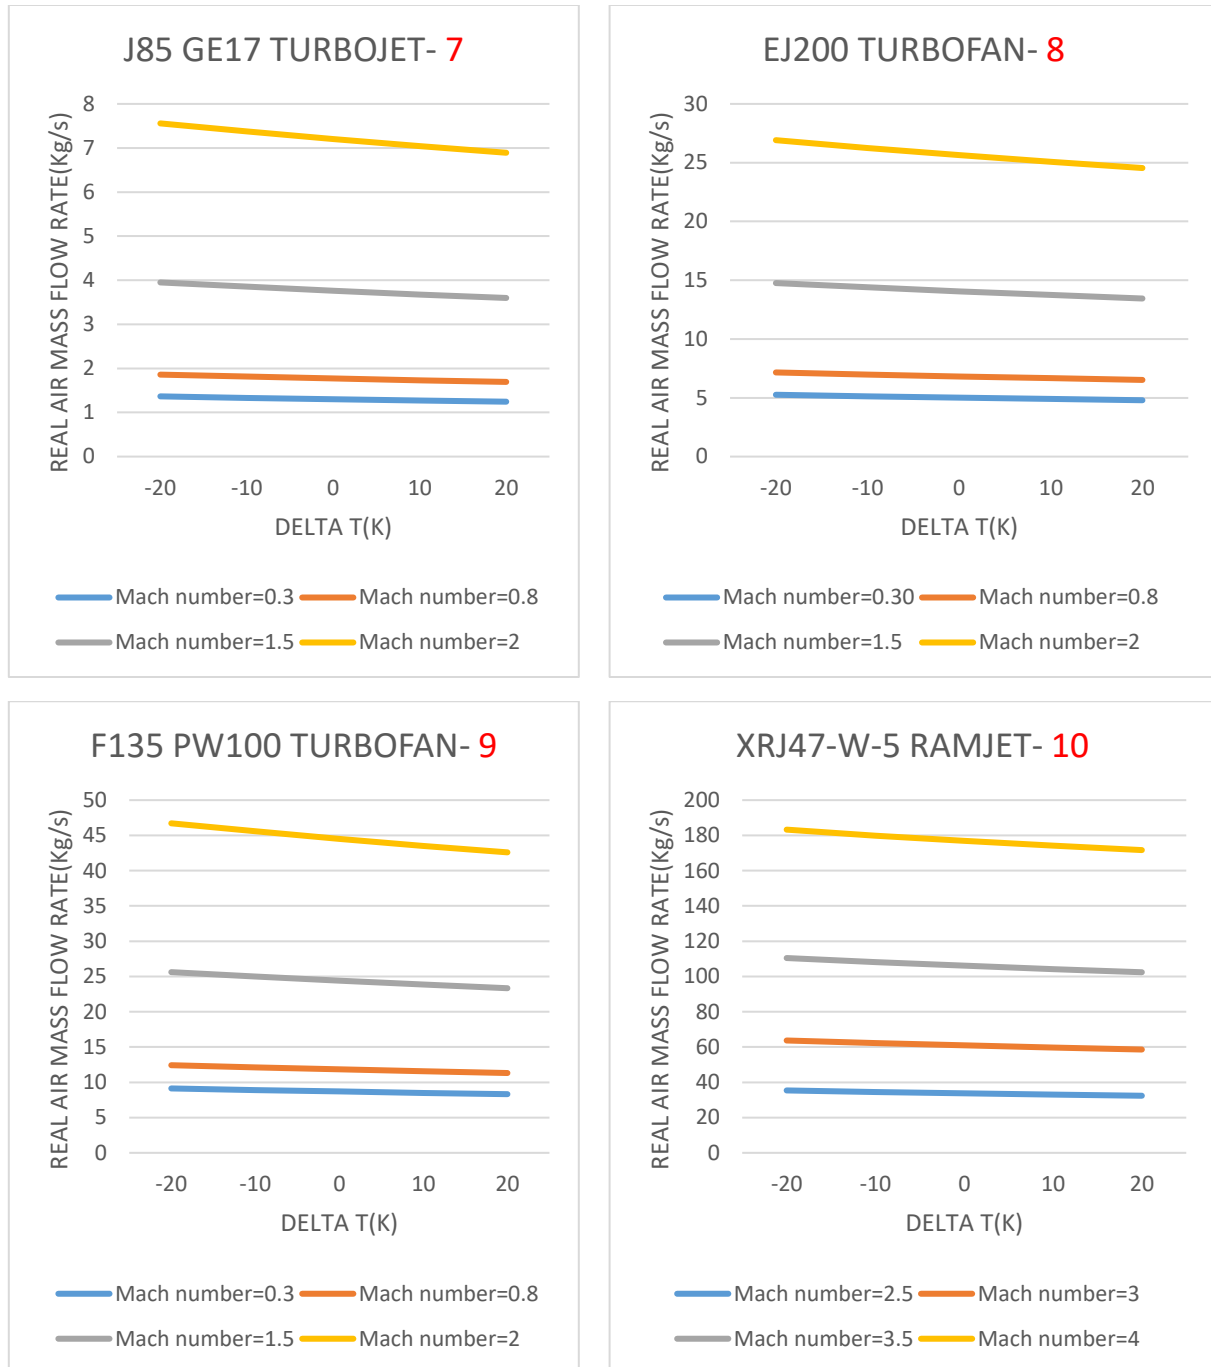 J85 GE17 TURBOJET- 7
REAL AIR MASS FLOW RATE(Kg/s)
8
7
6
5
4
3
2
1
0
-20 -10 0 10 20
DELTA T(K)
Mach number=0.3 Mach number=0.8
Mach number=1.5 Mach number=2
EJ200 TURBOFAN- 8
REAL AIR MASS FLOW RATE(Kg/s)
30
25
20
15
10
5
0
-20 -10 0 10 20
DELTA T(K)
Mach number=0.30 Mach number=0.8
Mach number=1.5 Mach number=2
F135 PW100 TURBOFAN- 9
REAL AIR MASS FLOW RATE(Kg/s)
50
45
40
35
30
25
20
15
10
5
0
-20 -10 0 10 20
DELTA T(K)
Mach number=0.3 Mach number=0.8
Mach number=1.5 Mach number=2
XRJ47-W-5 RAMJET- 10
REAL AIR MASS FLOW RATE(Kg/s)
200
180
160
140
120
100
80
60
40
20
0
-20 -10 0 10 20
DELTA T(K)
Mach number=2.5 Mach number=3
Mach number=3.5 Mach number=4